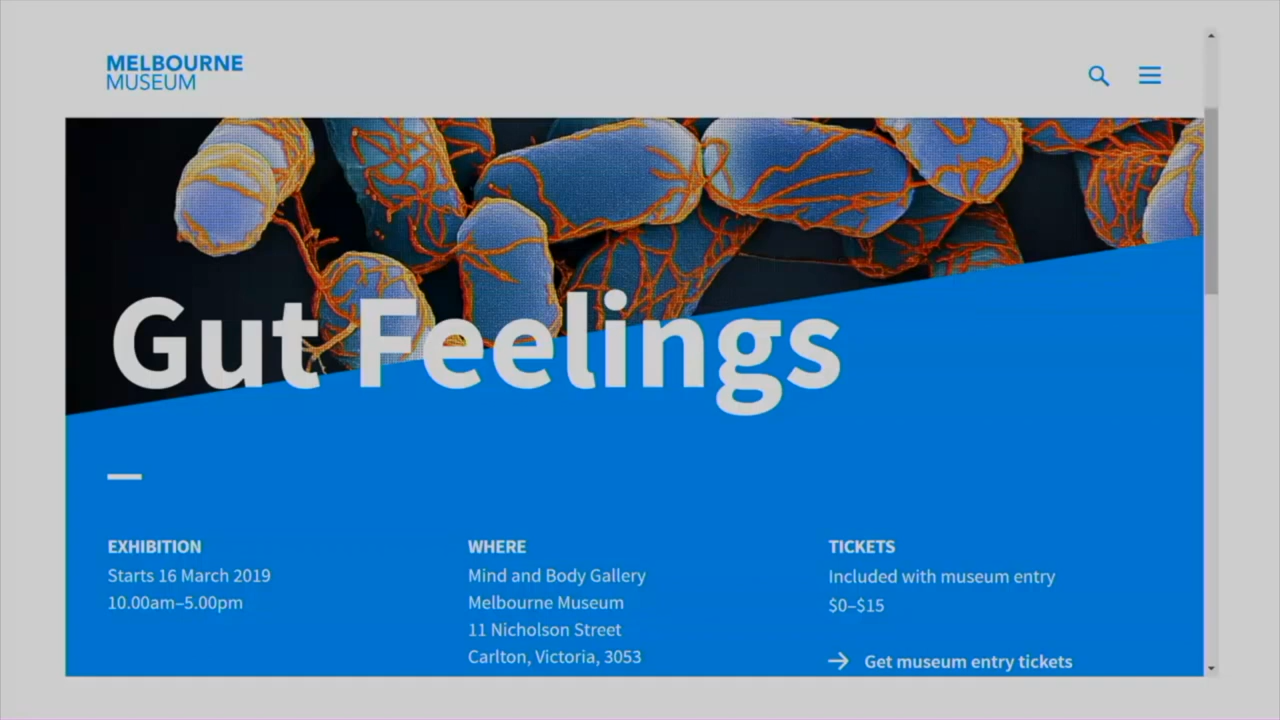 MELBOURNE
MUSEUM
Gut Feelings
EXHIBITION
Starts 16 March 2019
10.00am–5.00pm
WHERE
Mind and Body Gallery
Melbourne Museum
11 Nicholson Street
Carlton, Victoria, 3053
TICKETS
Included with museum entry
$0–$15
Get museum entry tickets